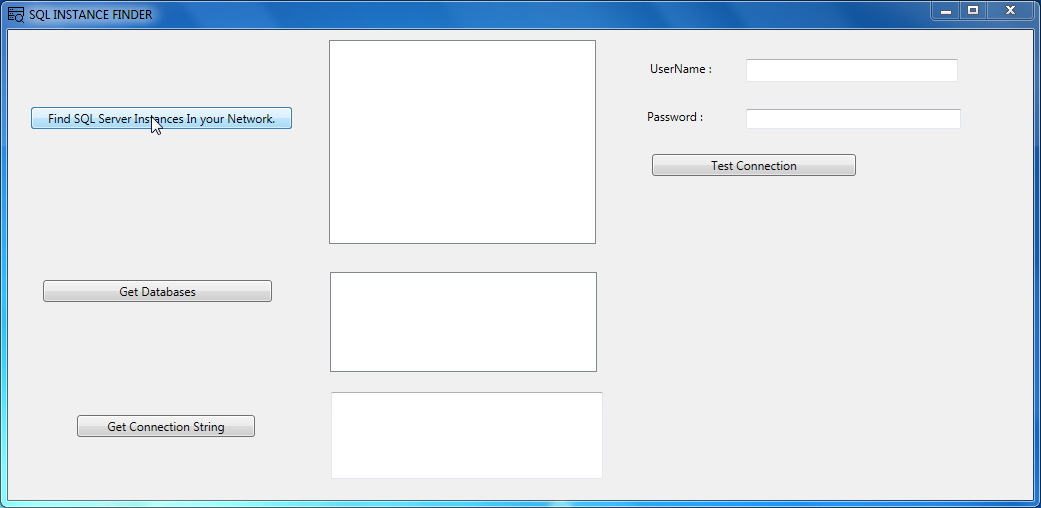 SQL INSTANCE FINDER
UserName :
Find SQL Server Instances In your Network.
Password :
Test Connection
Get Databases
Get Connection String